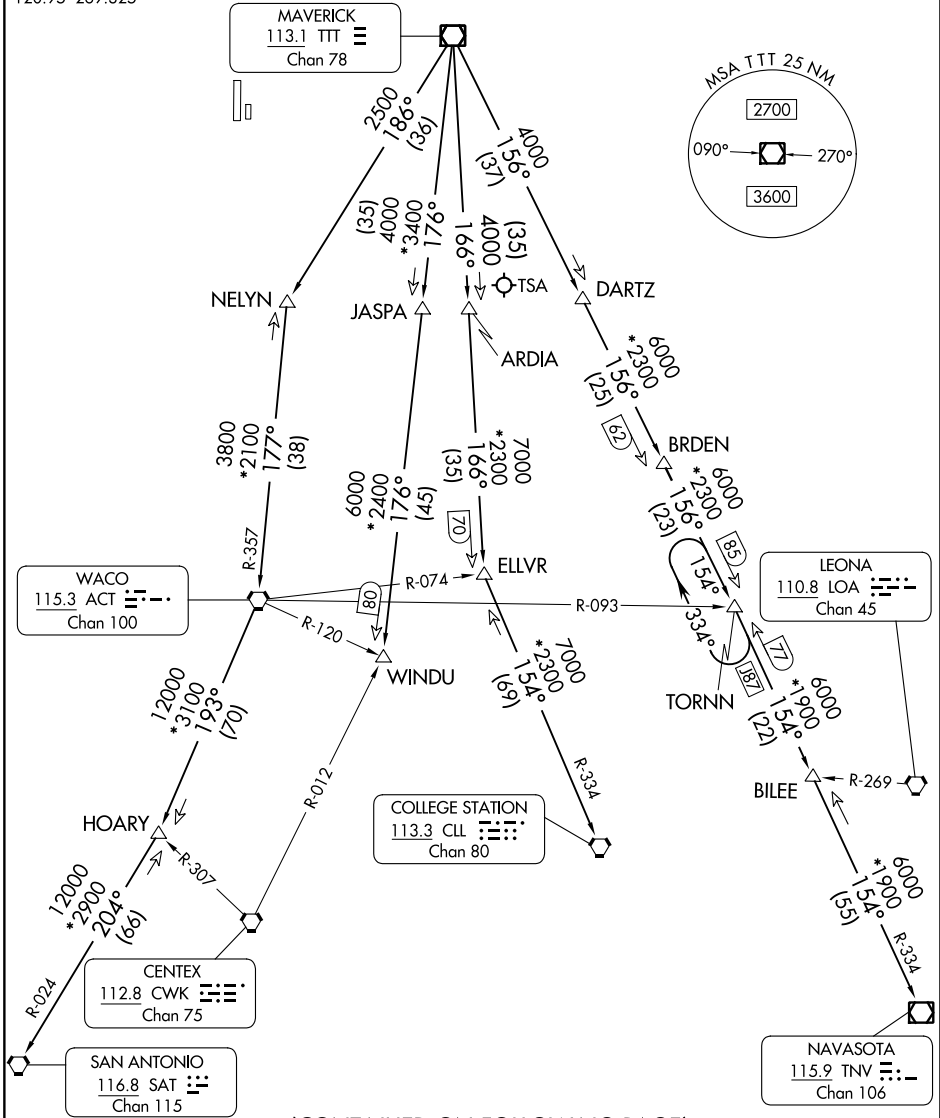 MAVERICK
113.1 TTT
Chan 78
MSA TTT 25 NM
2700
090°
270°
3600
2500
186°
(36)
(35)
4000
*3400
176°
(35)
4000
166°
4000
156°
(37)
TSA
NELYN
JASPA
ARDIA
DARTZ
6000
*2300
156°
(25)
62
BRDEN
3800
*2100
177°
(38)
R-357
6000
*2400
176°
(45)
80
7000
*2300
166°
(35)
70
6000
*2300
156°
(23)
85
154°
334°
WACO
115.3 ACT
Chan 100
R-074
ELLVR
R-093
R-120
WINDU
LEONA
110.8 LOA
Chan 45
TORNN
J87
77
6000
*1900
154°
(22)
12000
*3100
193°
(70)
7000
*2300
154°
(69)
R-334
R-012
BILEE
R-269
HOARY
R-307
COLLEGE STATION
113.3 CLL
Chan 80
12000
*2900
204°
(66)
R-024
6000
*1900
154°
(55)
R-334
CENTEX
112.8 CWK
Chan 75
SAN ANTONIO
116.8 SAT
Chan 115
NAVASOTA
115.9 TNV
Chan 106